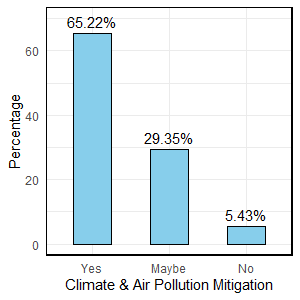 65.22%
29.35%
5.43%
Percentage
60
40
20
0
Yes Maybe No
Climate & Air Pollution Mitigation